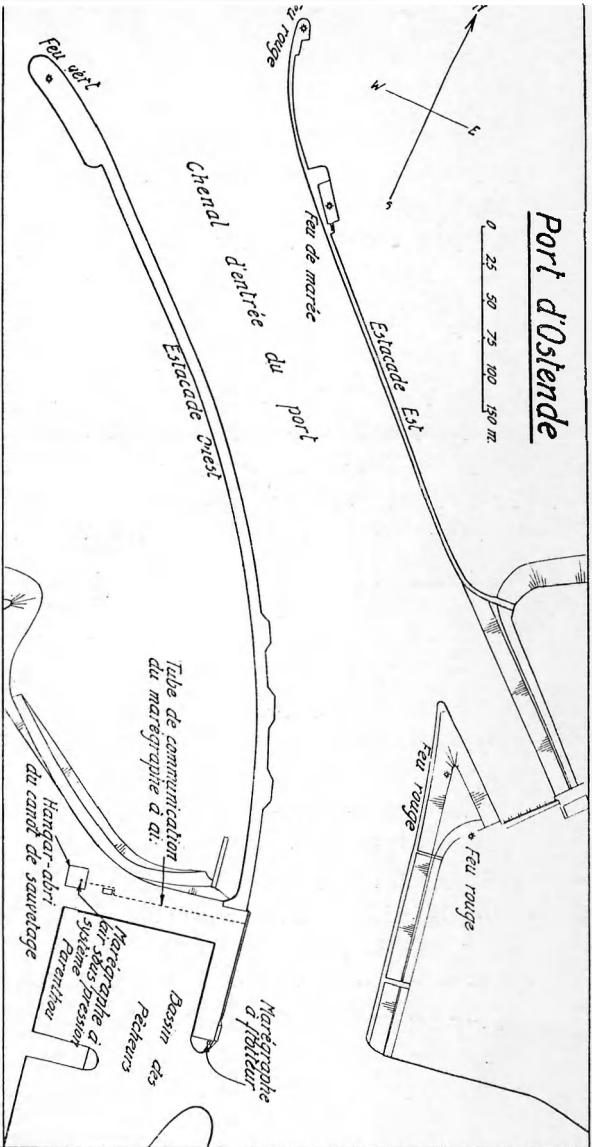 Port d'Ostende
0 25 50 75 100 150 m.
W
E
S
Feu rouge
Feu de marée
Estacade Est
Feu vert
Chenal d'entrée du port
Estacade Ouest
Feu rouge
Feu rouge
Tube de communication
du marégraphe à air
Hangar-abri
du canot de sauvetage
Marégraphe à
air sous pression
système
Parenthou
Bassin des
Pêcheurs
Marégraphe
à flotteur